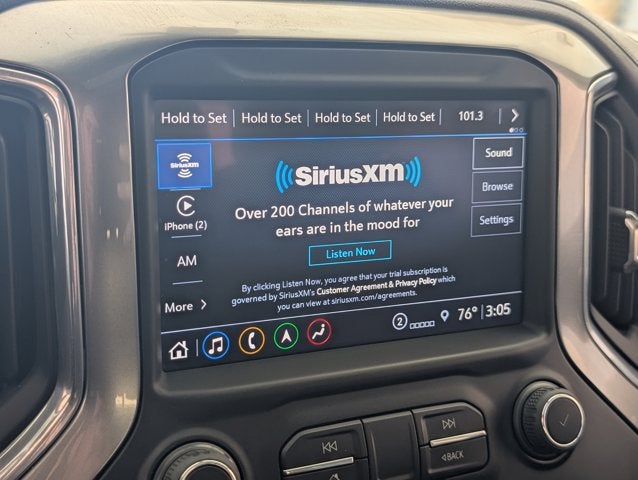 Hold to Set Hold to Set Hold to Set Hold to Set 101.3
SiriusXM
SiriusXM
Sound
iPhone (2)
Over 200 Channels of whatever your
ears are in the mood for
Browse
Settings
AM
Listen Now
By clicking Listen Now, you agree that your trial subscription is
governed by SiriusXM's Customer Agreement & Privacy Policy which
you can view at siriusxm.com/agreements.
More
2 76° 3:05
BACK